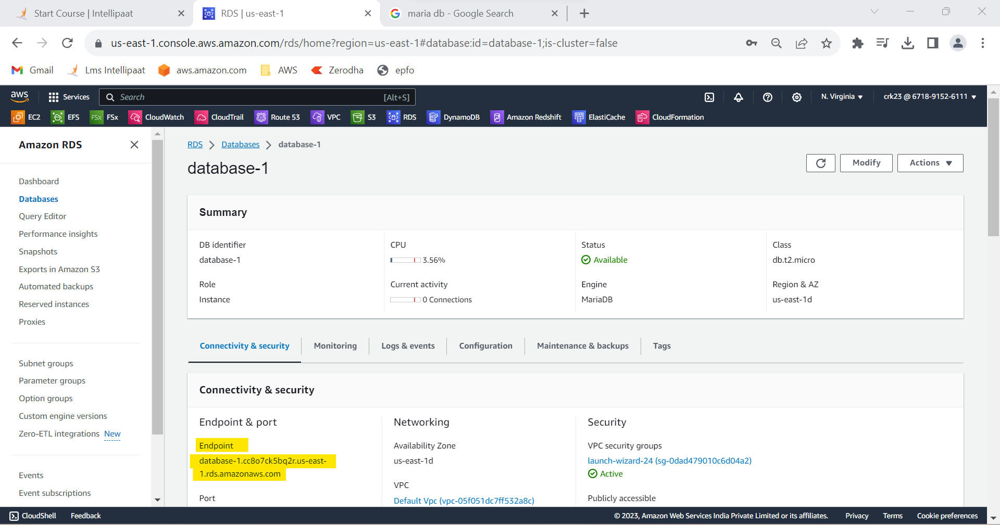 Start Course | Intellipaat
RDS | us-east-1
maria db - Google Search
us-east-1.console.aws.amazon.com/rds/home?region=us-east-1#database:id=database-1;is-cluster=false
Gmail
Lms Intellipaat
aws.amazon.com
AWS
Zerodha
epfo
aws
Services
Search
[Alt+S]
N. Virginia
crk23 @ 6718-9152-6111
EC2
EFS
FSx
FSx
CloudWatch
CloudTrail
Route 53
VPC
S3
RDS
DynamoDB
Amazon Redshift
ElastiCache
CloudFormation
Amazon RDS
Dashboard
Databases
Query Editor
Performance insights
Snapshots
Exports in Amazon S3
Automated backups
Reserved instances
Proxies
Subnet groups
Parameter groups
Option groups
Custom engine versions
Zero-ETL integrations New
Events
Event subscriptions
RDS > Databases > database-1
database-1
Modify
Actions
Summary
DB identifier
database-1
CPU
3.56%
Status
Available
Class
db.t2.micro
Role
Instance
Current activity
0 Connections
Engine
MariaDB
Region & AZ
us-east-1d
Connectivity & security
Monitoring
Logs & events
Configuration
Maintenance & backups
Tags
Connectivity & security
Endpoint & port
Endpoint
database-1.cc8o7ck5bq2r.us-east-
1.rds.amazonaws.com
Port
Networking
Availability Zone
us-east-1d
VPC
Default Vpc (vpc-05f051dc7ff532a8c)
Security
VPC security groups
launch-wizard-24 (sg-0dad479010c6d04a2)
Active
Publicly accessible
CloudShell
Feedback
© 2023, Amazon Web Services India Private Limited or its affiliates.
Privacy
Terms
Cookie preferences